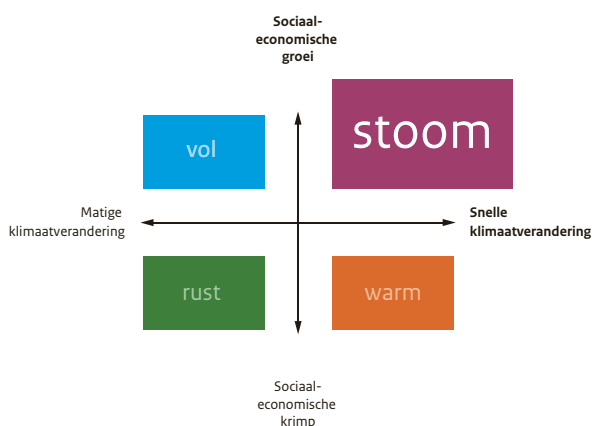 Sociaal-
economische
groei
stoom
vol
Matige
klimaatverandering
Snelle
klimaatverandering
rust
warm
Sociaal-
economische
krimp